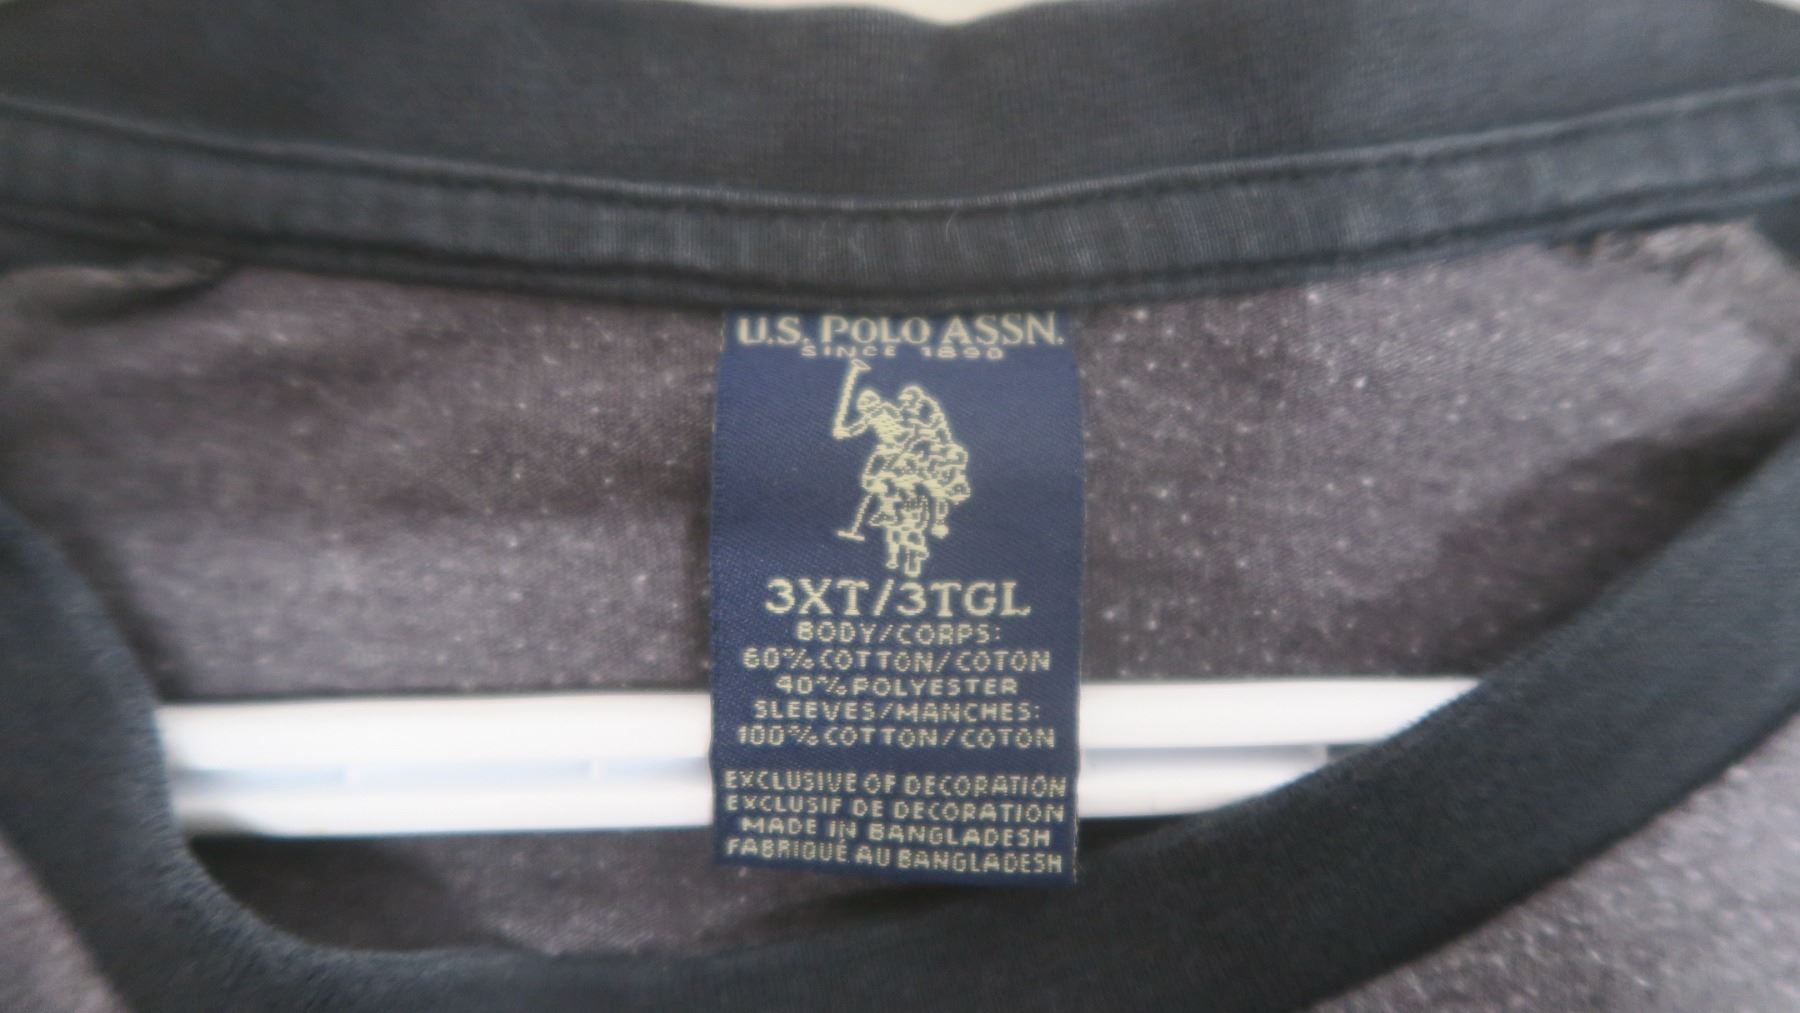 U.S. POLO ASSN.
SINCE 1890
3XT/3TGL
BODY/CORPS:
60% COTTON/COTON
40% POLYESTER
SLEEVES/MANCHES:
100% COTTON/COTON
EXCLUSIVE OF DECORATION
EXCLUSIF DE DECORATION
MADE IN BANGLADESH
FABRIQUÉ AU BANGLADESH